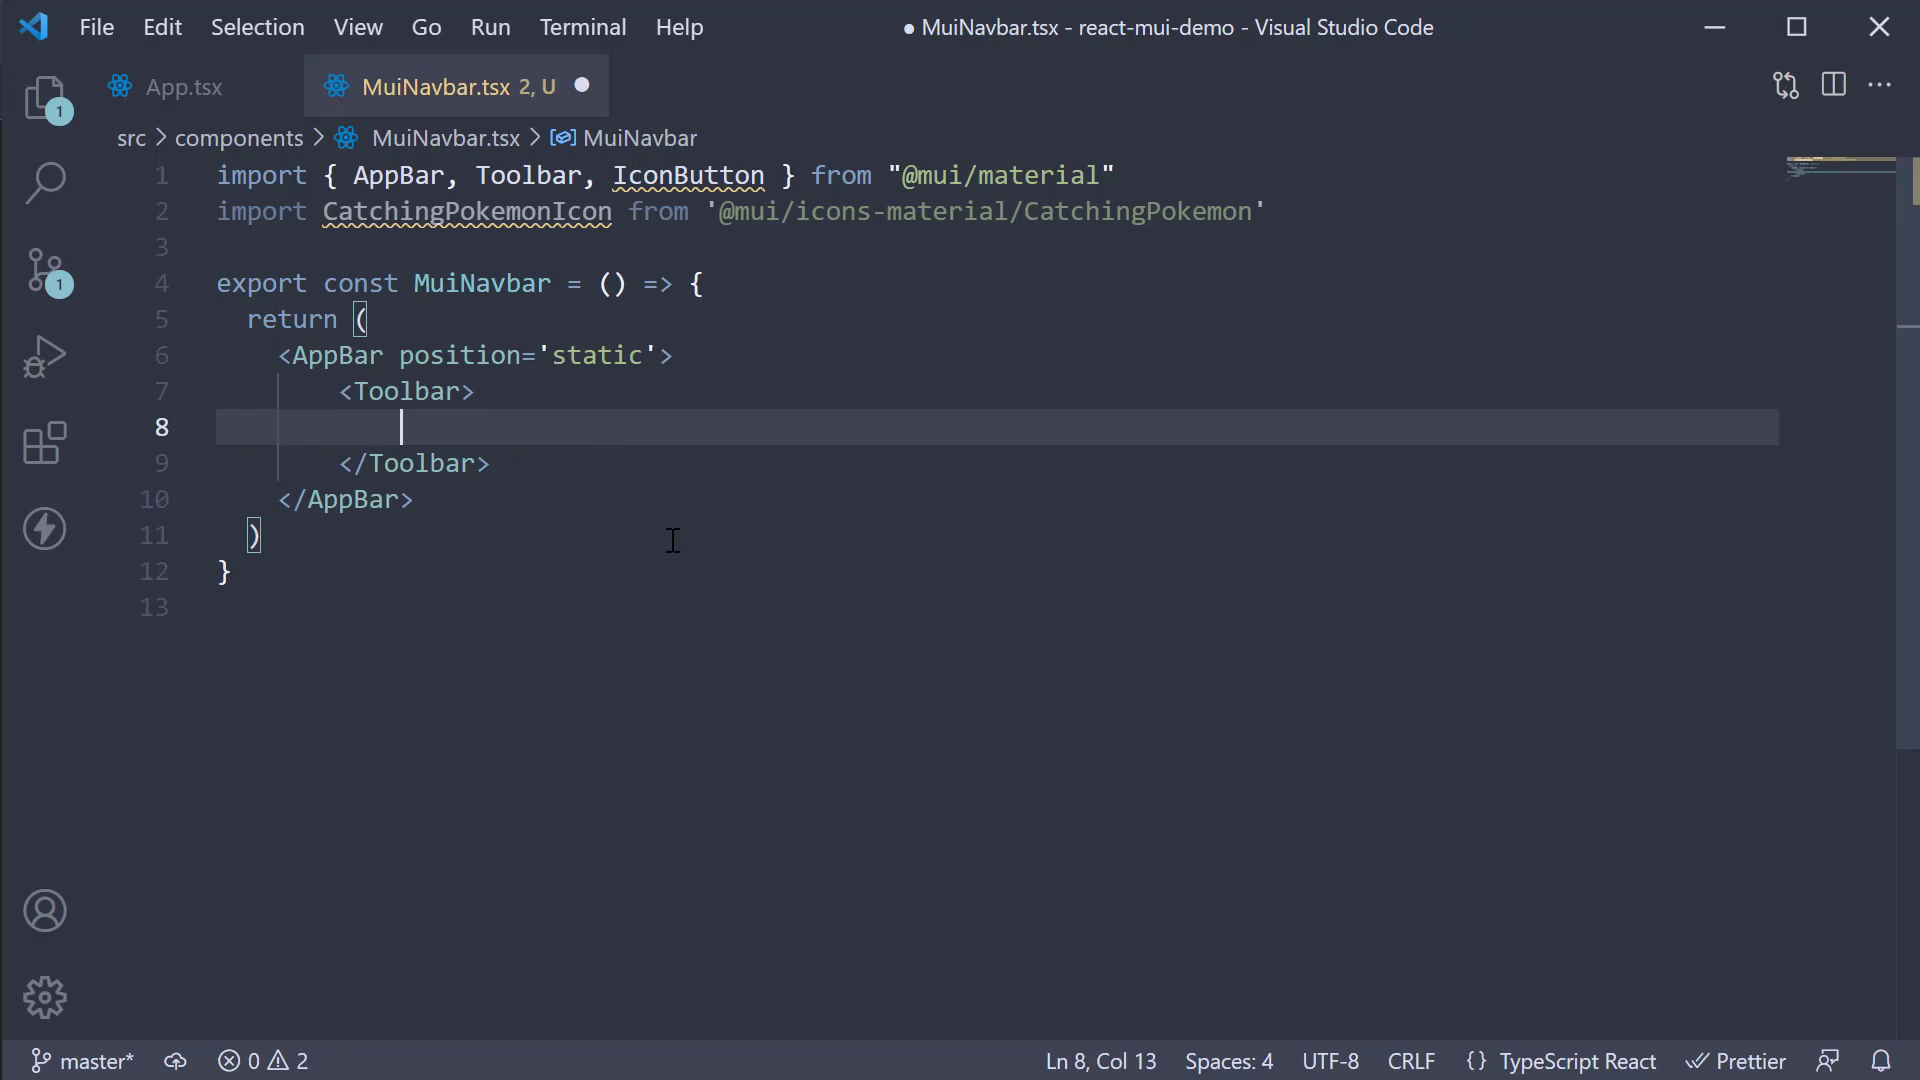 File Edit Selection View Go Run Terminal Help ● MuiNavbar.tsx - react-mui-demo - Visual Studio Code
App.tsx MuiNavbar.tsx 2, U
src > components > MuiNavbar.tsx > MuiNavbar
1 import { AppBar, Toolbar, IconButton } from "@mui/material"
2 import CatchingPokemonIcon from '@mui/icons-material/CatchingPokemon'
3
4 export const MuiNavbar = () => {
5 return (
6 <AppBar position='static'>
7 <Toolbar>
8
9 </Toolbar>
10 </AppBar>
11 )
12 }
13
1
1
master* 0 2 Ln 8, Col 13 Spaces: 4 UTF-8 CRLF {} TypeScript React Prettier